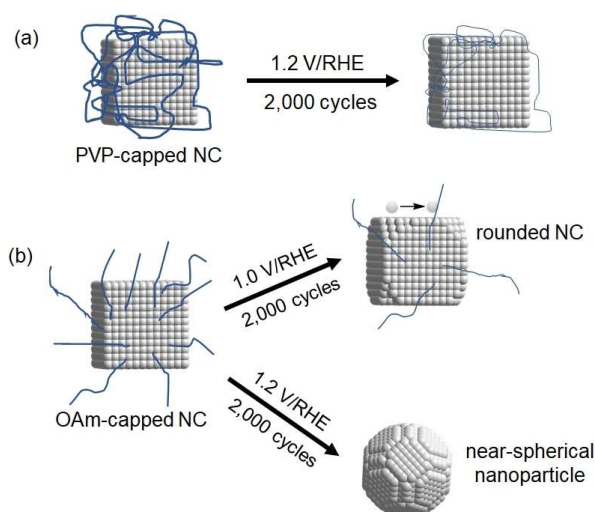 (a)
1.2 V/RHE
2,000 cycles
PVP-capped NC
(b)
1.0 V/RHE
2,000 cycles
rounded NC
OAm-capped NC
1.2 V/RHE
2,000 cycles
near-spherical
nanoparticle